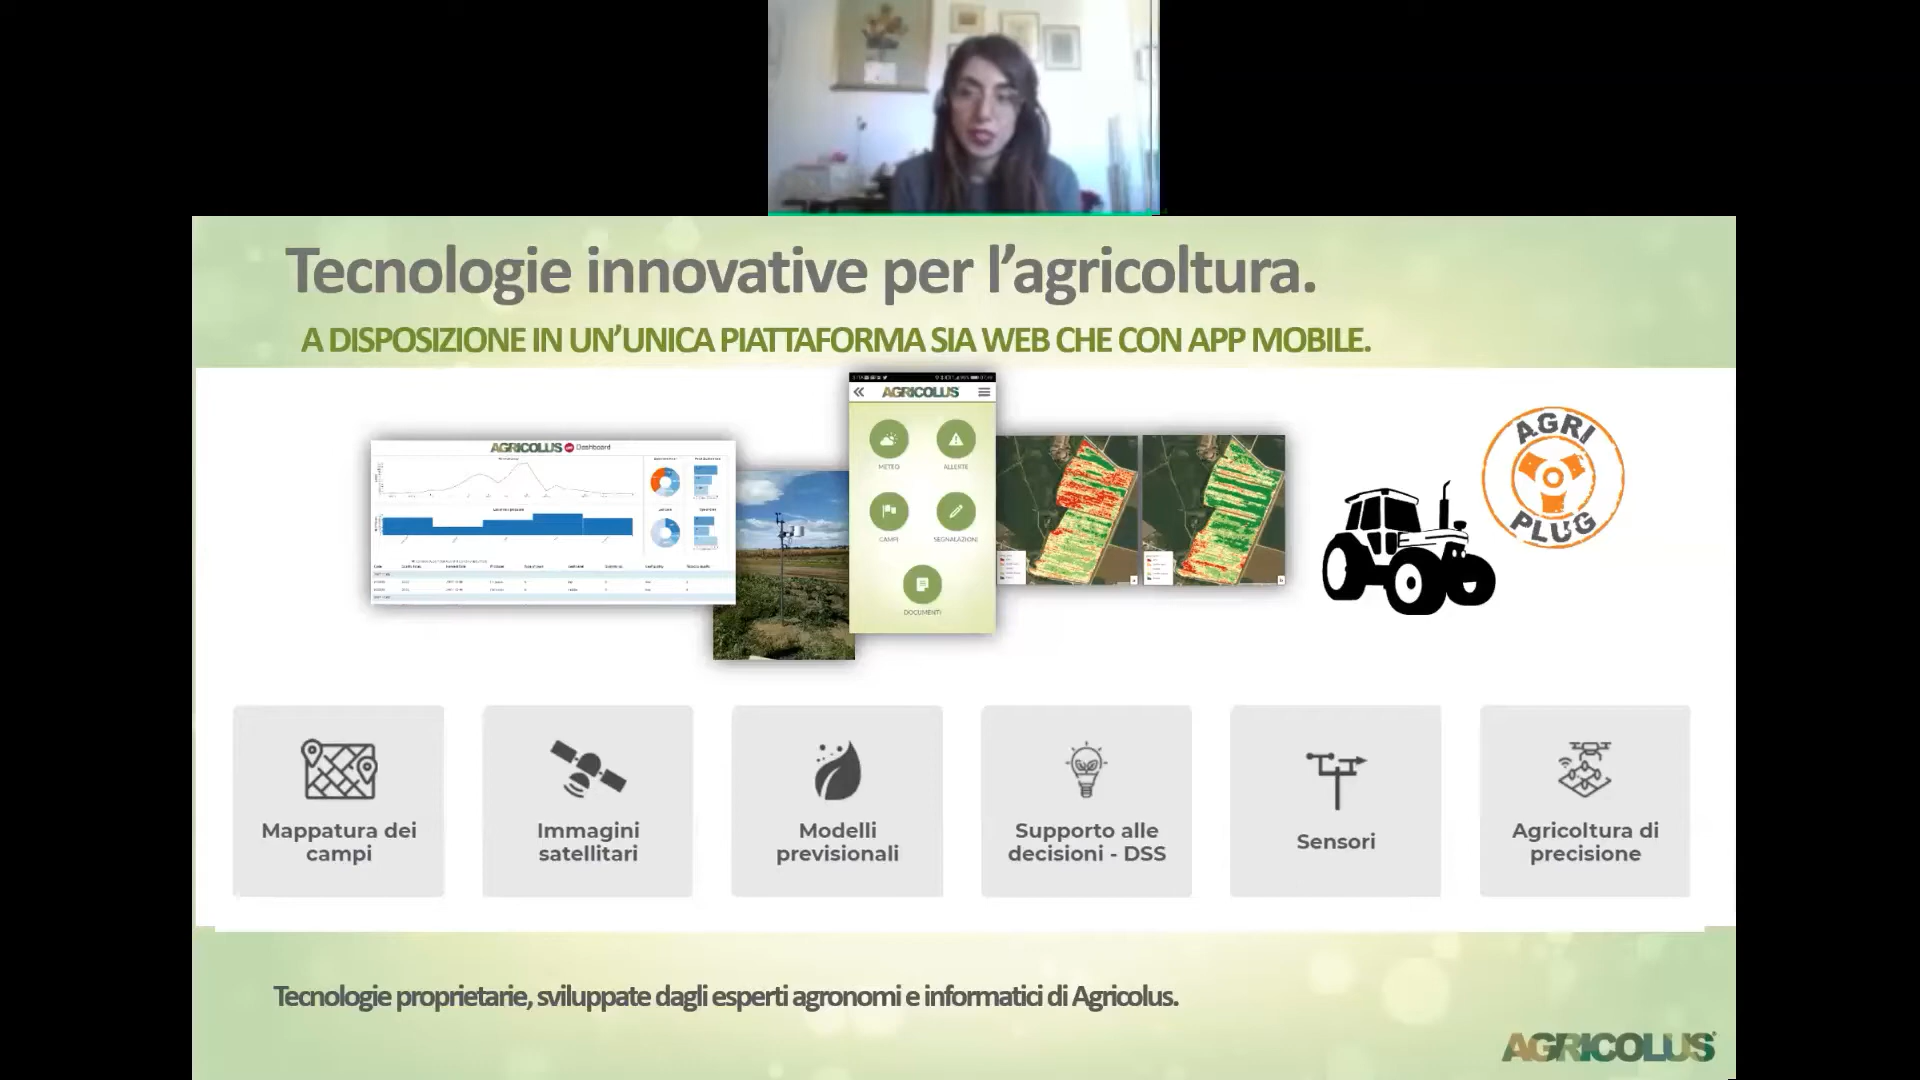 Tecnologie innovative per l’agricoltura.
A DISPOSIZIONE IN UN’UNICA PIATTAFORMA SIA WEB CHE CON APP MOBILE.
AGRICOLUS Dashboard
AGRICOLUS
METEO
ALLERTE
CAMPI
SEGNALAZIONI
DOCUMENTI
AGRI
PLUG
Mappatura dei
campi
Immagini
satellitari
Modelli
previsionali
Supporto alle
decisioni - DSS
Sensori
Agricoltura di
precisione
Tecnologie proprietarie, sviluppate dagli esperti agronomi e informatici di Agricolus.
AGRICOLUS